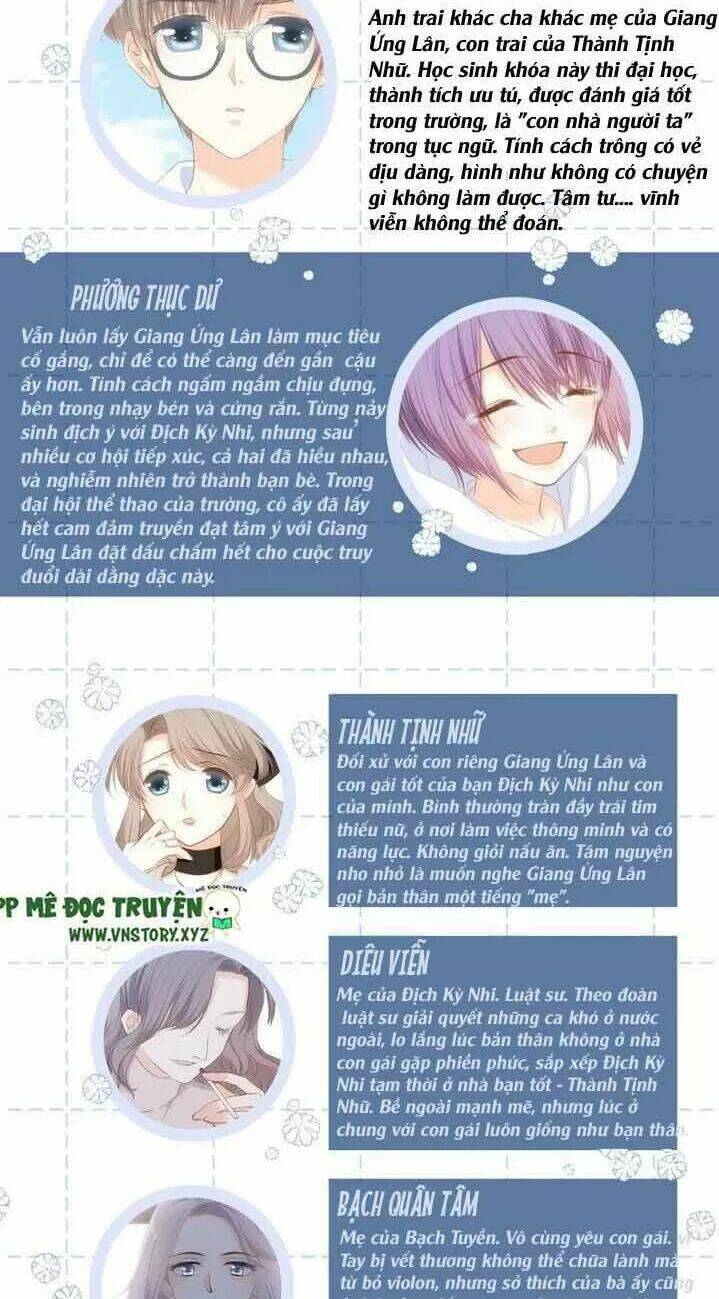 Anh trai khác cha khác mẹ của Giang
Ứng Lân, con trai của Thành Tịnh
Nhữ. Học sinh khóa này thi đại học,
thành tích ưu tú, được đánh giá tốt
trong trường, là "con nhà người ta"
trong tục ngữ. Tính cách trông có vẻ
dịu dàng, hình như không có chuyện
gì không làm được. Tâm tư.... vĩnh
viễn không thể đoán.
PHƯỚNG THỤC DƯ
Vẫn luôn lấy Giang Ứng Lân làm mục tiêu
cố gắng, chỉ để có thể càng đến gần cậu
ấy hơn. Tính cách ngấm ngầm chịu đựng,
bên trong nhạy bén và cứng rắn. Từng nảy
sinh địch ý với Địch Kỳ Nhi, nhưng sau
nhiều cơ hội tiếp xúc, cả hai đã hiểu nhau,
và nghiễm nhiên trở thành bạn bè. Trong
đại hội thể thao của trường, cô ấy đã lấy
hết cam đảm truyền đạt tâm ý với Giang
Ứng Lân đặt dấu chấm hết cho cuộc truy
đuổi dài dằng dặc này.
THÀNH TỊNH NHỮ
Đối xử với con riêng Giang Ứng Lân và
con gái tốt của bạn Địch Kỳ Nhi như con
của mình. Bình thường tràn đầy trái tim
thiếu nữ, ở nơi làm việc thông minh và có
năng lực. Không giỏi nấu ăn. Tâm nguyện
nho nhỏ là muốn nghe Giang Ứng Lân
gọi bản thân một tiếng "mẹ".
MÊ ĐỌC TRUYỆN
PP MÊ ĐỌC TRUYỆN
WWW.VNSTORY.XYZ
DIÊU VIỄN
Mẹ của Địch Kỳ Nhi. Luật sư. Theo đoàn
luật sư giải quyết những ca khó ở nước
ngoài, lo lắng lúc bản thân không ở nhà
con gái gặp phiền phức, sắp xếp Địch Kỳ
Nhi tạm thời ở nhà bạn tốt - Thành Tịnh
Nhữ. Bề ngoài mạnh mẽ, nhưng lúc ở
chung với con gái luôn giống như bạn thân.
BẠCH QUÂN TÂM
Mẹ của Bạch Tuyền. Vô cùng yêu con gái. vì
Tay bị vết thương không thể chữa lành mà
từ bỏ violon, nhưng sở thích của bà ấy cũng